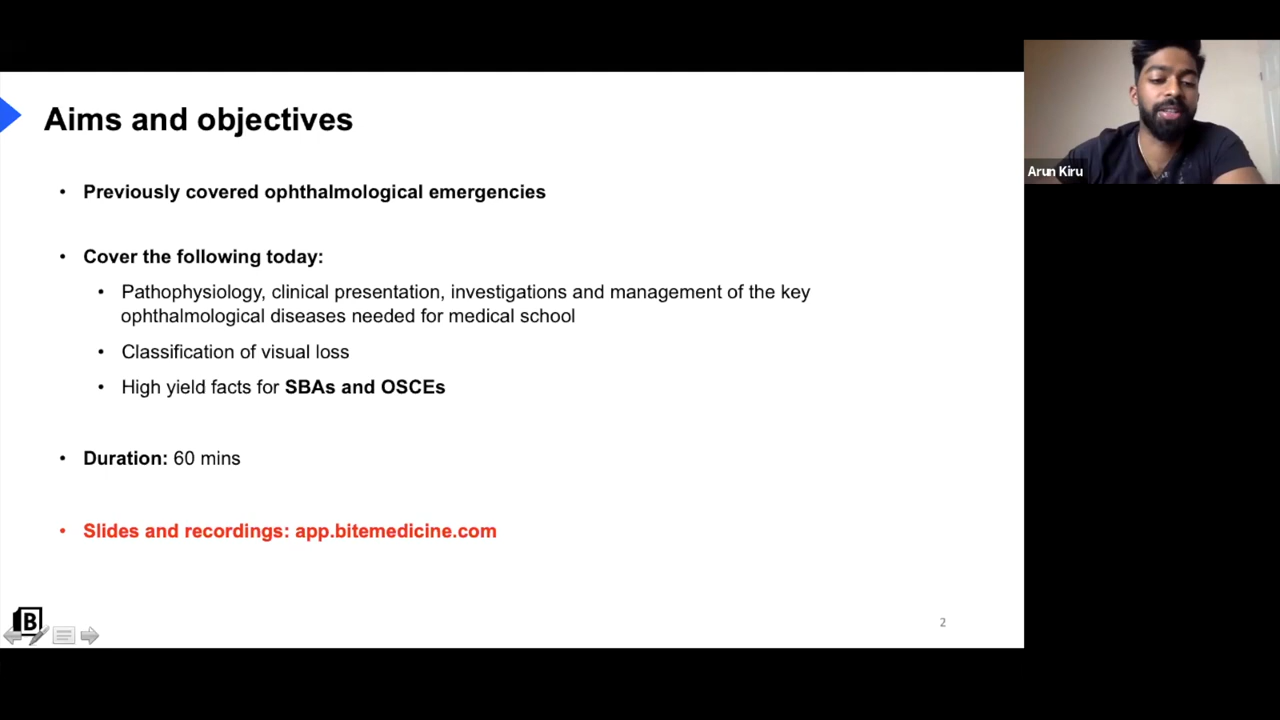 Aims and objectives
• Previously covered ophthalmological emergencies
• Cover the following today:
• Pathophysiology, clinical presentation, investigations and management of the key
ophthalmological diseases needed for medical school
• Classification of visual loss
• High yield facts for SBAs and OSCEs
• Duration: 60 mins
• Slides and recordings: app.bitemedicine.com
B
2
Arun Kiru